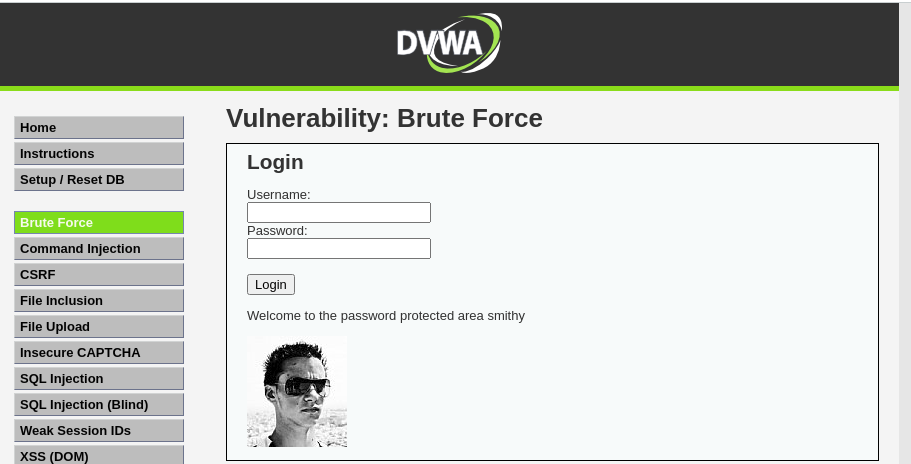 DVWA
Home
Instructions
Setup / Reset DB
Brute Force
Command Injection
CSRF
File Inclusion
File Upload
Insecure CAPTCHA
SQL Injection
SQL Injection (Blind)
Weak Session IDs
XSS (DOM)
Vulnerability: Brute Force
Login
Username:
Password:
Login
Welcome to the password protected area smithy